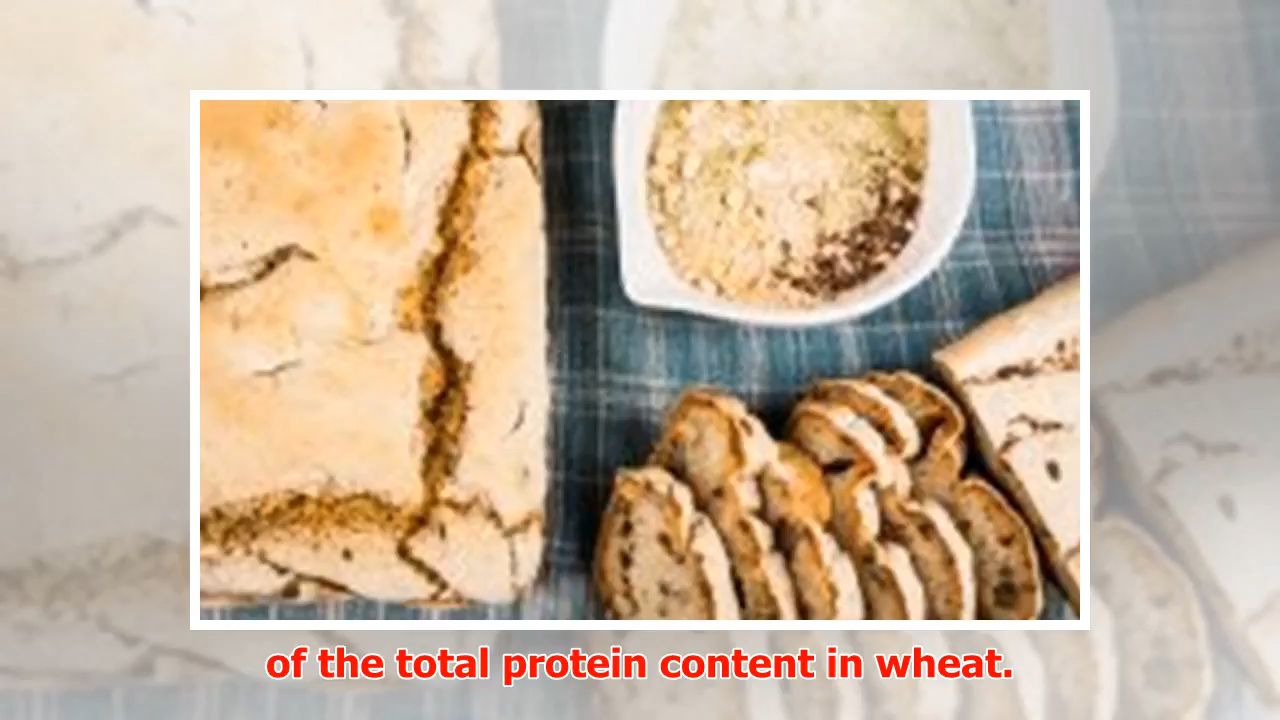 of the total protein content in wheat.